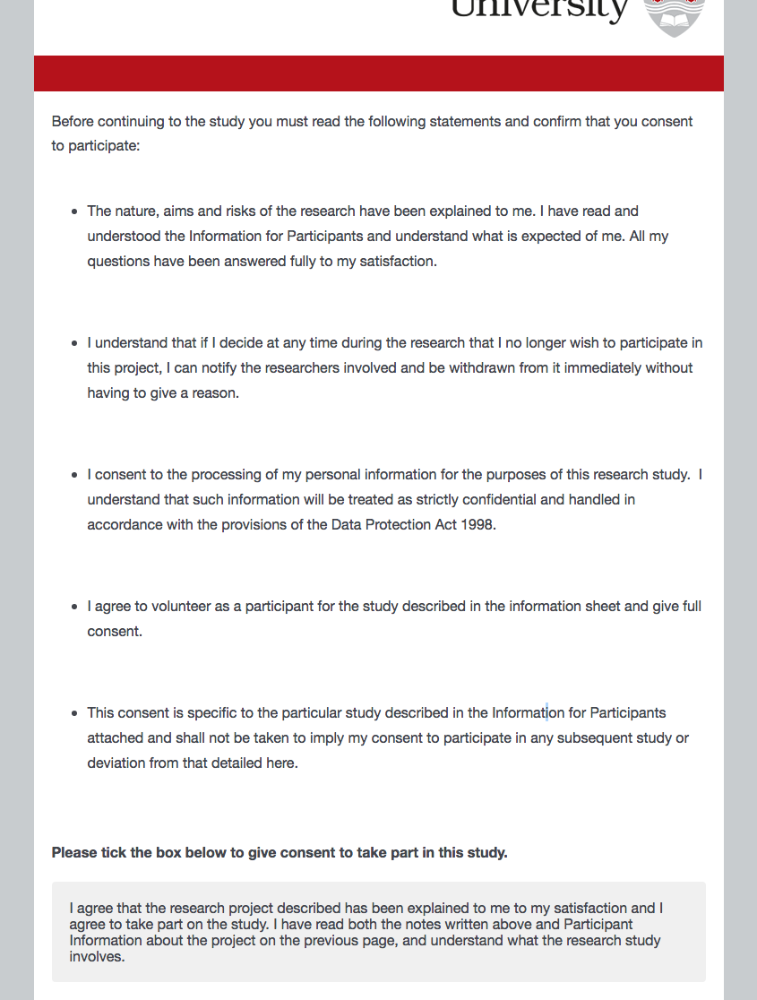 University
Before continuing to the study you must read the following statements and confirm that you consent
to participate:
The nature, aims and risks of the research have been explained to me. I have read and
understood the Information for Participants and understand what is expected of me. All my
questions have been answered fully to my satisfaction.
I understand that if I decide at any time during the research that I no longer wish to participate in
this project, I can notify the researchers involved and be withdrawn from it immediately without
having to give a reason.
I consent to the processing of my personal information for the purposes of this research study.  I
understand that such information will be treated as strictly confidential and handled in
accordance with the provisions of the Data Protection Act 1998.
I agree to volunteer as a participant for the study described in the information sheet and give full
consent.
This consent is specific to the particular study described in the Information for Participants
attached and shall not be taken to imply my consent to participate in any subsequent study or
deviation from that detailed here.
Please tick the box below to give consent to take part in this study.
I agree that the research project described has been explained to me to my satisfaction and I
agree to take part on the study. I have read both the notes written above and Participant
Information about the project on the previous page, and understand what the research study
involves.